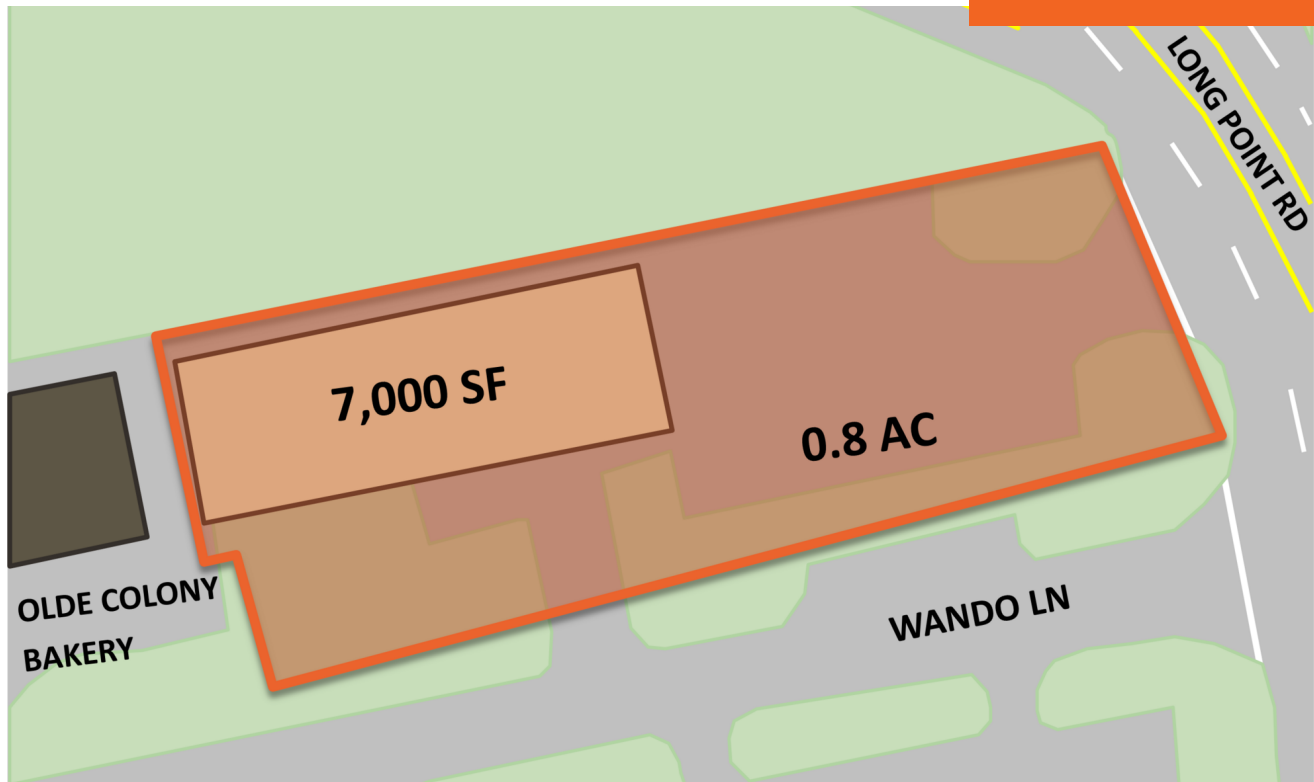 LONG POINT RD
7,000 SF
0.8 AC
OLDE COLONY
BAKERY
WANDO LN